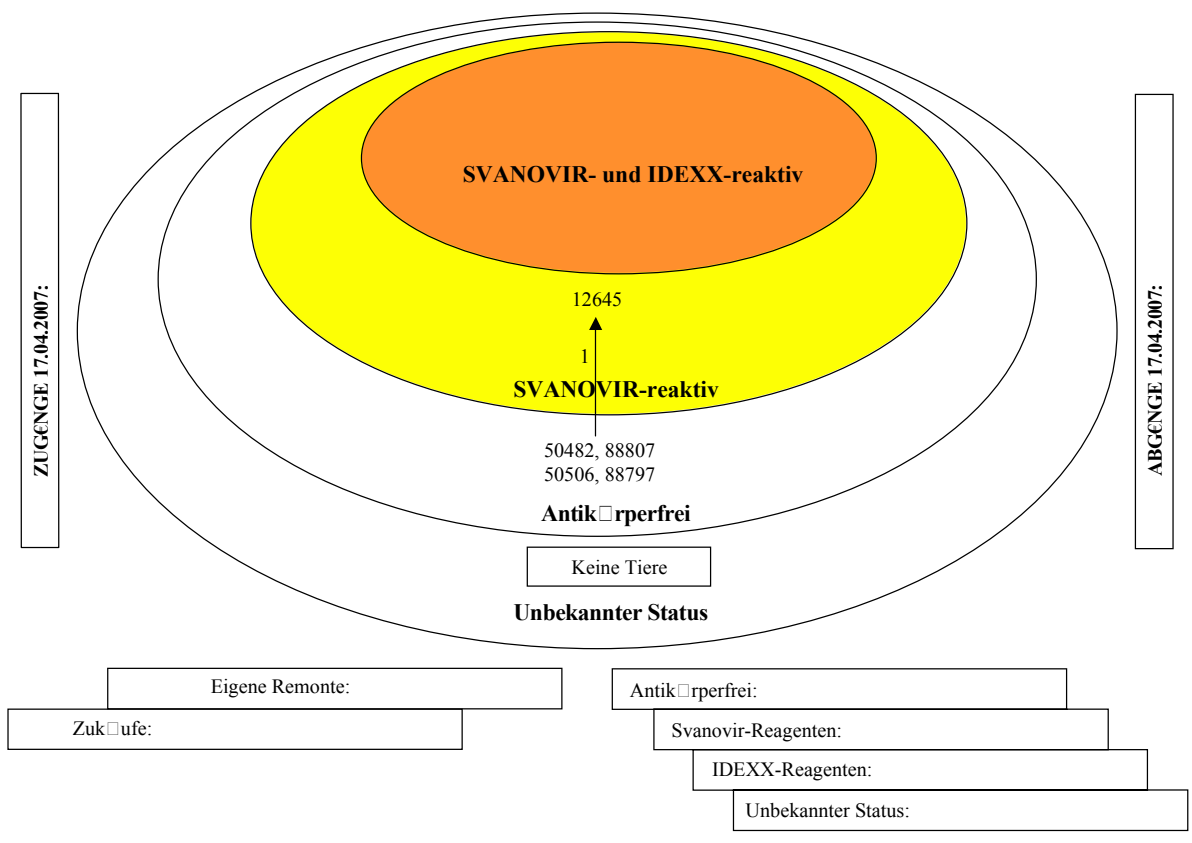 SVANOVIR- und IDEXX-reaktiv
12645
1
SVANOVIR-reaktiv
50482, 88807
50506, 88797
Antik□rperfrei
Keine Tiere
Unbekannter Status
ZUG€NGE 17.04.2007:
ABG€NGE 17.04.2007:
Eigene Remonte:
Zuk□ufe:
Antik□rperfrei:
Svanovir-Reagenten:
IDEXX-Reagenten:
Unbekannter Status: